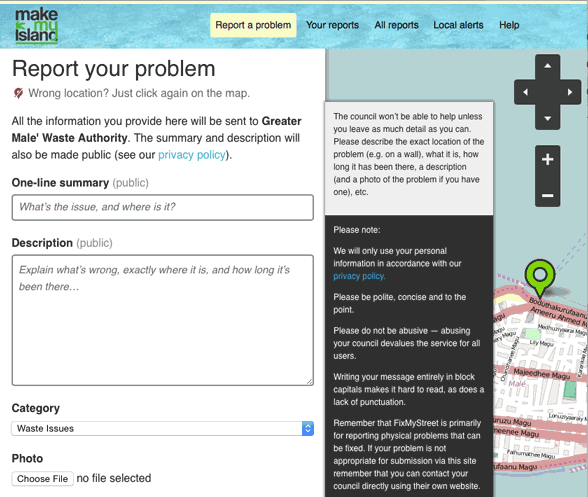 make
my
Island
Report a problem
Your reports
All reports
Local alerts
Help
Report your problem
Wrong location? Just click again on the map.
All the information you provide here will be sent to Greater
Male' Waste Authority. The summary and description will
also be made public (see our privacy policy).
One-line summary (public)
What's the issue, and where is it?
Description (public)
Explain what's wrong, exactly where it is, and how long it's
been there…
Category
Waste Issues
Photo
Choose File no file selected
The council won't be able to help unless
you leave as much detail as you can.
Please describe the exact location of the
problem (e.g. on a wall), what it is, how
long it has been there, a description
(and a photo of the problem if you have
one), etc.
Please note:
We will only use your personal
information in accordance with our
privacy policy.
Please be polite, concise and to the
point.
Please do not be abusive — abusing
your council devalues the service for all
users.
Writing your message entirely in block
capitals makes it hard to read, as does a
lack of punctuation.
Remember that FixMyStreet is primarily
for reporting physical problems that can
be fixed. If your problem is not
appropriate for submission via this site
remember that you can contact your
council directly using their own website.
+
−
Boduthakurufaanu
Ameeru Ahmed M
Magu
Lily Magu
Majeedhee Magu
Male
Chaandhanee Magu
uruzu Magu
meenee Magu
Fairhumathee Magu
ufaanu Magu